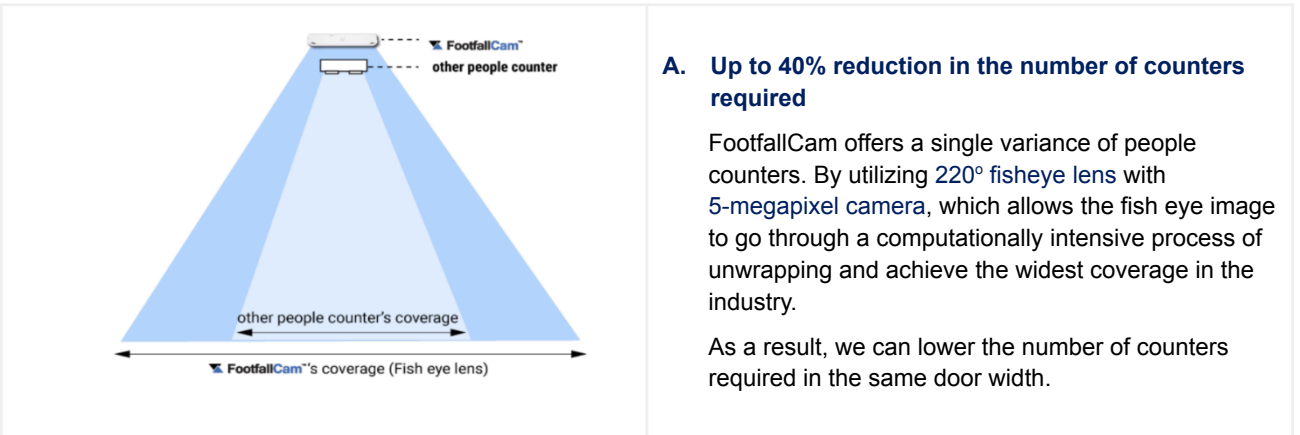 FootfallCam™
other people counter
other people counter's coverage
FootfallCam™'s coverage (Fish eye lens)
A. Up to 40% reduction in the number of counters
required
FootfallCam offers a single variance of people
counters. By utilizing 220° fisheye lens with
5-megapixel camera, which allows the fish eye image
to go through a computationally intensive process of
unwrapping and achieve the widest coverage in the
industry.
As a result, we can lower the number of counters
required in the same door width.